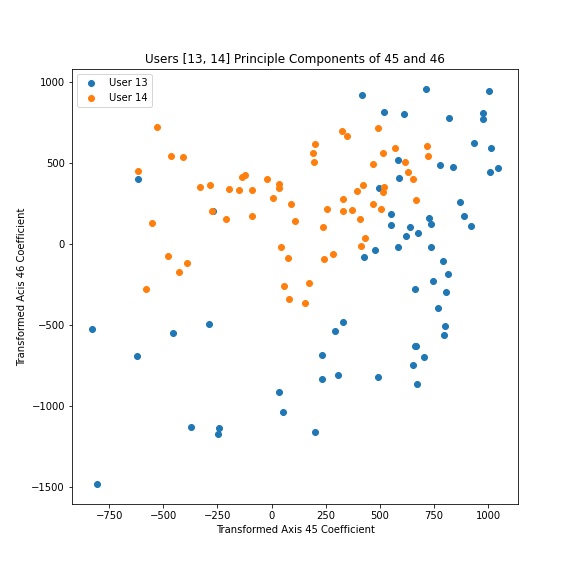 Users [13, 14] Principle Components of 45 and 46
User 13
User 14
1000
500
0
−500
−1000
−1500
Transformed Acis 46 Coefficient
−750
−500
−250
0
250
500
750
1000
Transformed Axis 45 Coefficient